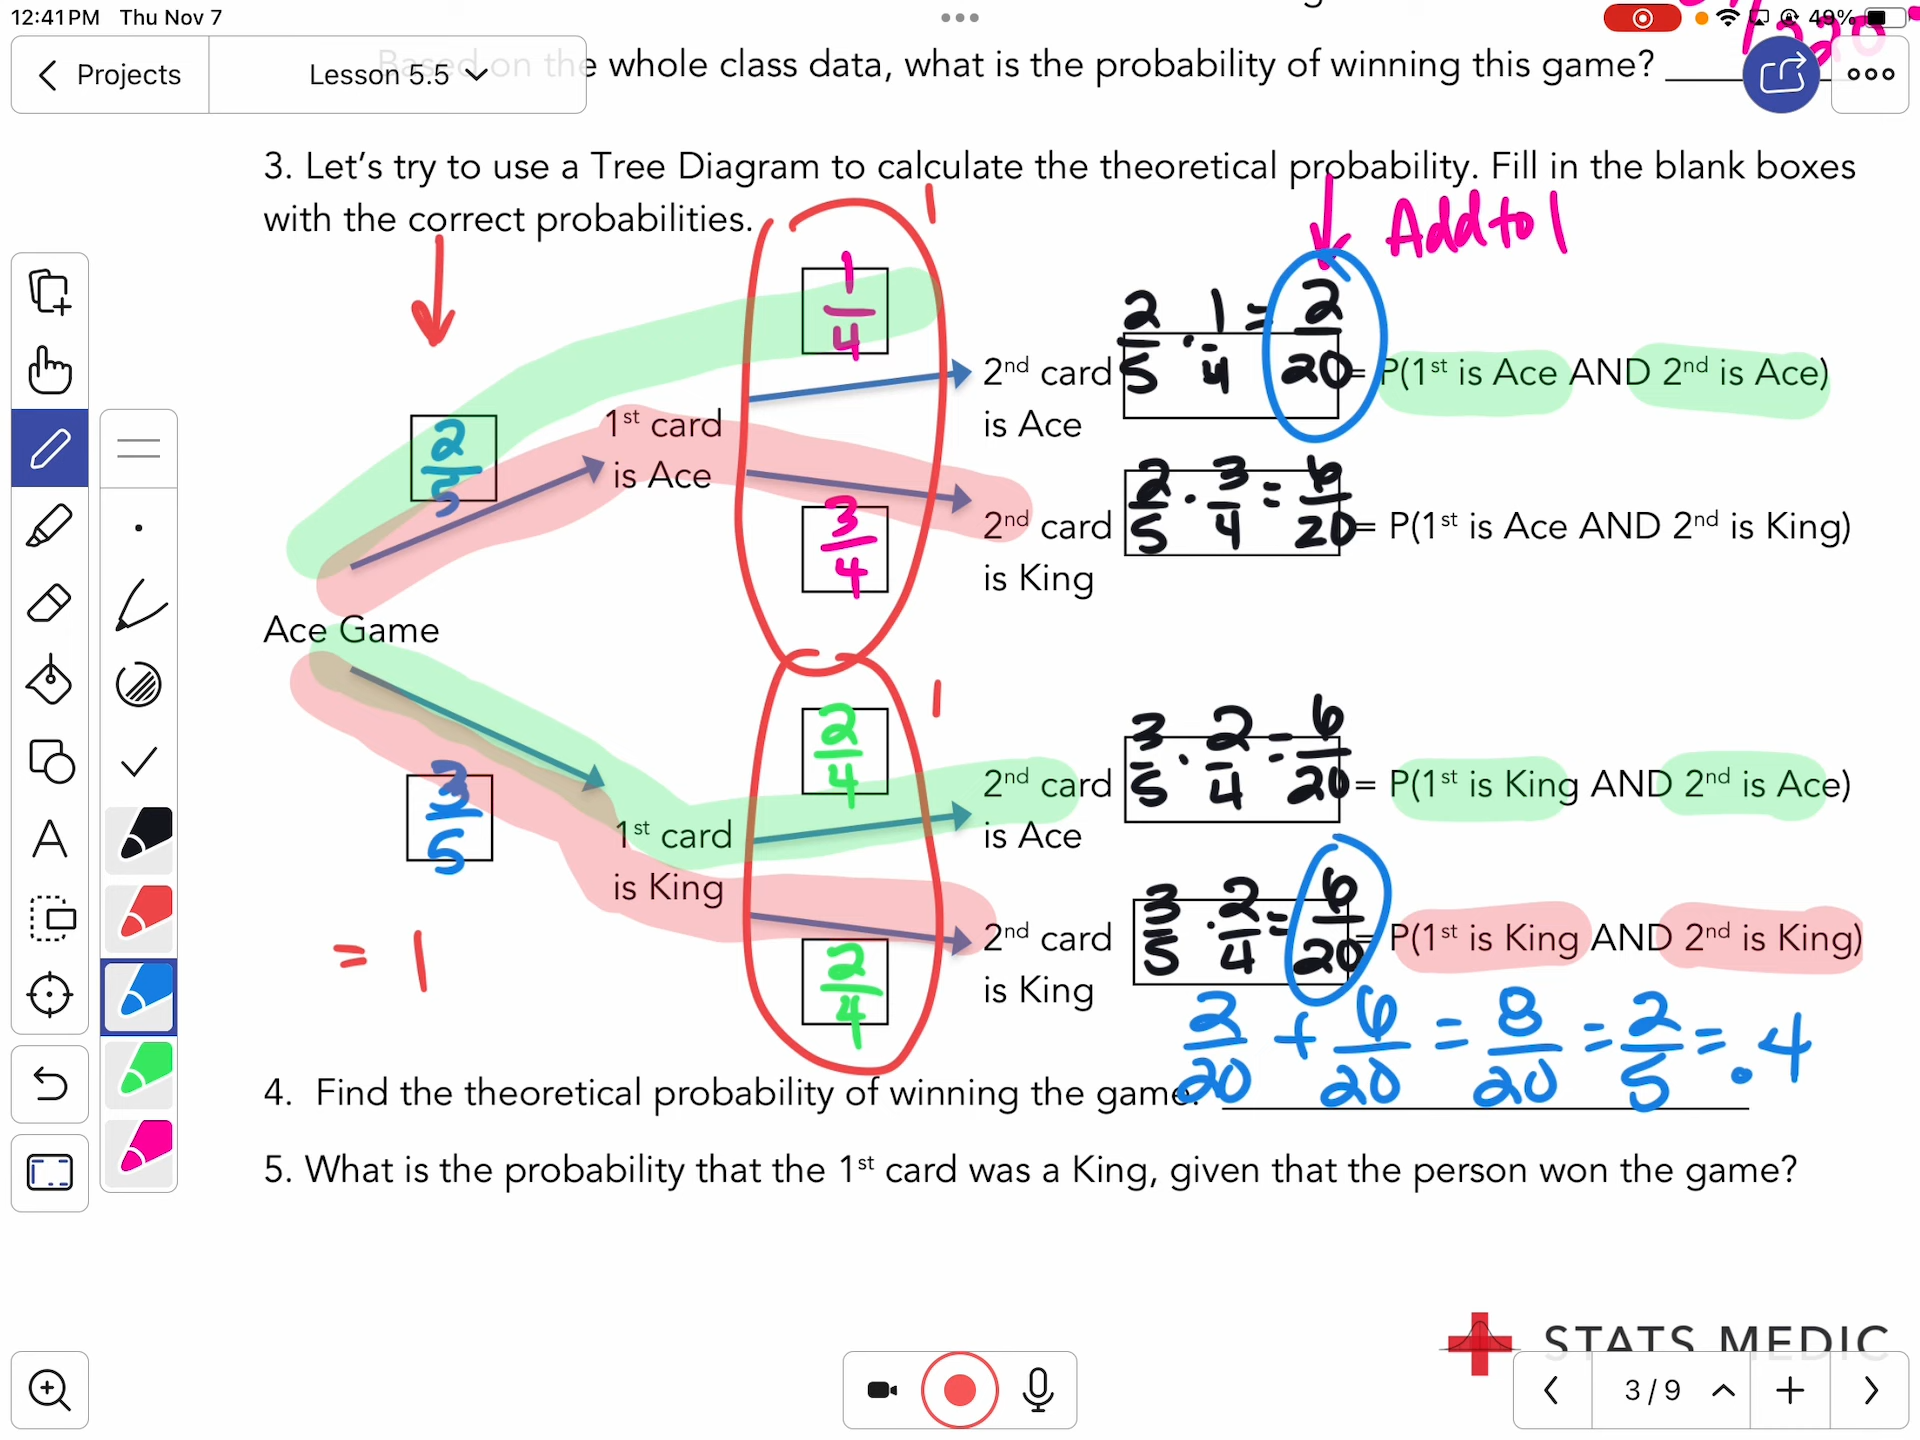 12:41 PM Thu Nov 7
49%
Projects
Lesson 5.5
Based on the whole class data, what is the probability of winning this game?
3. Let's try to use a Tree Diagram to calculate the theoretical probability. Fill in the blank boxes
with the correct probabilities.
Add to 1
1
1/4
2/5 · 1/4 = 2/20
2nd card
is Ace
= P(1st is Ace AND 2nd is Ace)
2/5
1st card
is Ace
3/4
2nd card
is King
2/5 · 3/4 = 6/20
= P(1st is Ace AND 2nd is King)
Ace Game
1
2/4
3/5
1st card
is King
2nd card
is Ace
3/5 · 2/4 = 6/20
= P(1st is King AND 2nd is Ace)
= 1
2/4
2nd card
is King
3/5 · 2/4 = 6/20
= P(1st is King AND 2nd is King)
4. Find the theoretical probability of winning the game.
2/20 + 6/20 = 8/20 = 2/5 = .4
5. What is the probability that the 1st card was a King, given that the person won the game?
STATS MEDIC
3/9